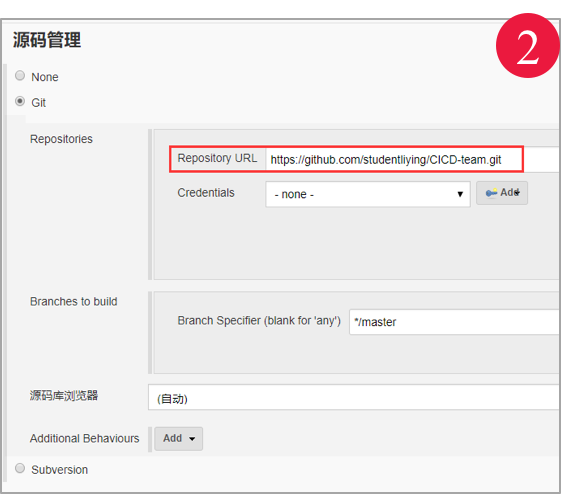 源码管理
2
None
Git
Repositories
Repository URL https://github.com/studentliying/CICD-team.git
Credentials - none - Add
Branches to build
Branch Specifier (blank for 'any') */master
源码库浏览器 (自动)
Additional Behaviours Add
Subversion